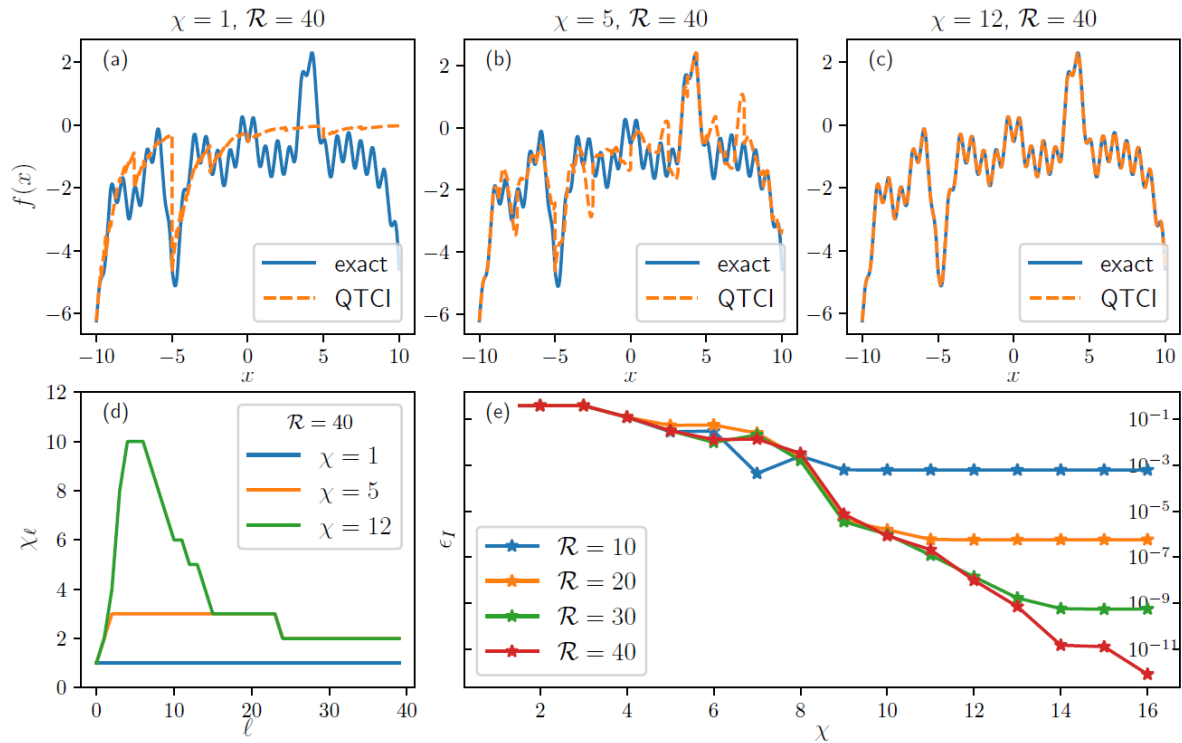 χ = 1, 𝓡 = 40
χ = 5, 𝓡 = 40
χ = 12, 𝓡 = 40
(a)
2
0
−2
−4
−6
f(x)
exact
QTCI
−10 −5 0 5 10
x
(b)
2
0
−2
−4
−6
exact
QTCI
−10 −5 0 5 10
x
(c)
2
0
−2
−4
−6
exact
QTCI
−10 −5 0 5 10
x
(d)
12
10
8
6
4
2
0
χℓ
𝓡 = 40
χ = 1
χ = 5
χ = 12
0 10 20 30 40
ℓ
(e)
10⁻¹
10⁻³
10⁻⁵
10⁻⁷
10⁻⁹
10⁻¹¹
ϵ_I
𝓡 = 10
𝓡 = 20
𝓡 = 30
𝓡 = 40
2 4 6 8 10 12 14 16
χ